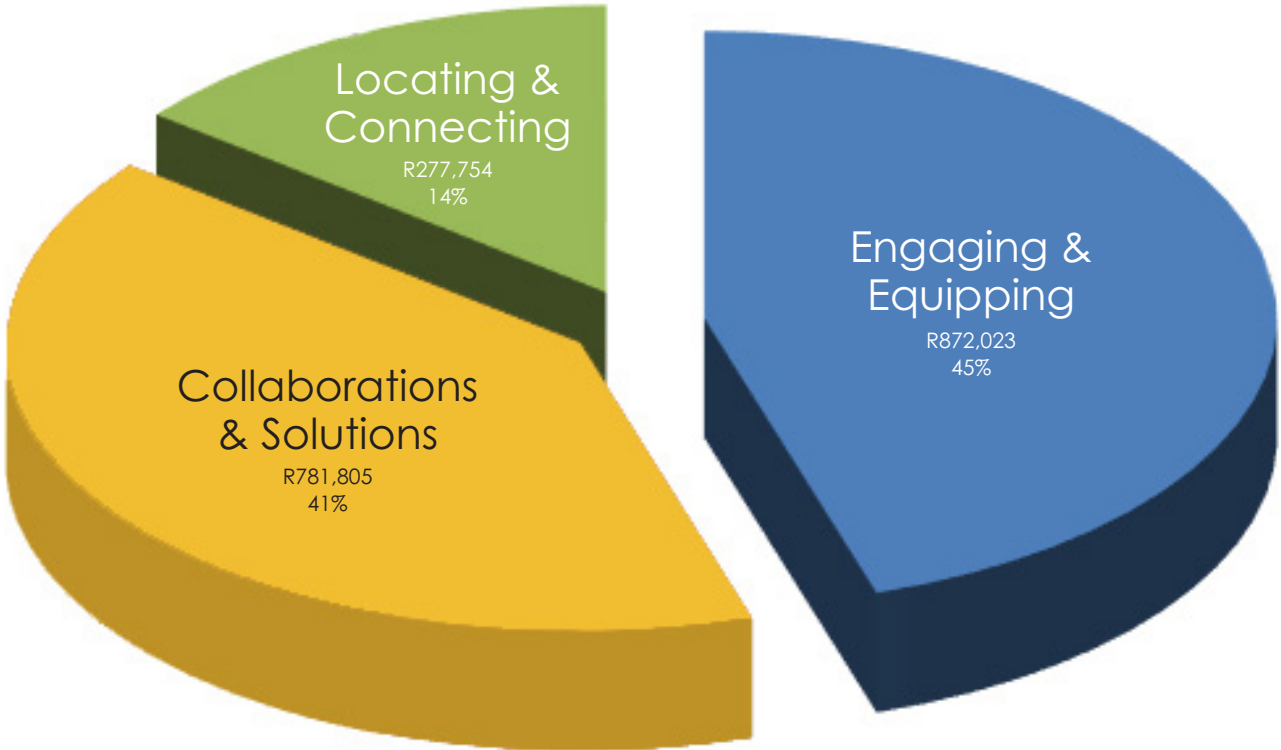 Locating &
Connecting
R277,754
14%
Engaging &
Equipping
R872,023
45%
Collaborations
& Solutions
R781,805
41%